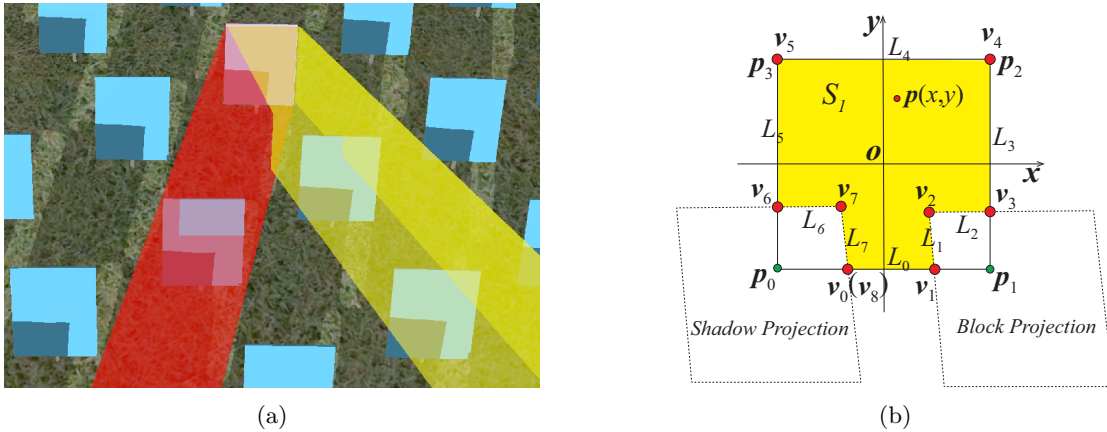 y
v5
v4
L4
p3
p2
S1
p(x,y)
L5
L3
o
x
v6
v7
v2
v3
L6
L2
L7
L1
L0
p0
v0(v8)
v1
p1
Shadow Projection
Block Projection
(a)
(b)